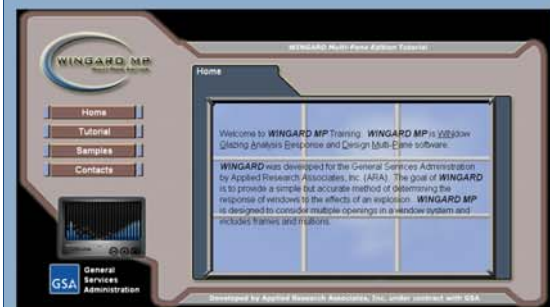 WINGARD Multi-Pane Edition Tutorial
WINGARD MP
Multi-Pane Edition
Home
Home
Tutorial
Samples
Contacts
Welcome to WINGARD MP Training. WINGARD MP is WINdow
Glazing Analysis Response and Design Multi-Pane software.
WINGARD was developed for the General Services Administration
by Applied Research Associates, Inc. (ARA). The goal of WINGARD
is to provide a simple but accurate method of determining the
response of windows to the effects of an explosion. WINGARD MP
is designed to consider multiple openings in a window system and
includes frames and mullions.
GSA
General
Services
Administration
Developed by Applied Research Associates, Inc. under contract with GSA